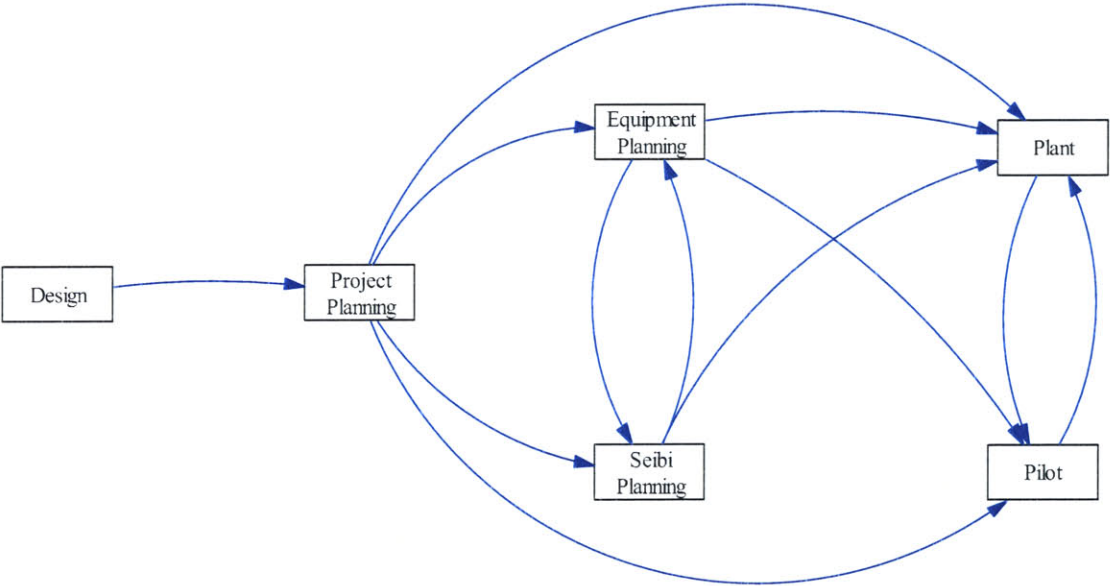 Equipment
Planning
Plant
Design
Project
Planning
Seibi
Planning
Pilot